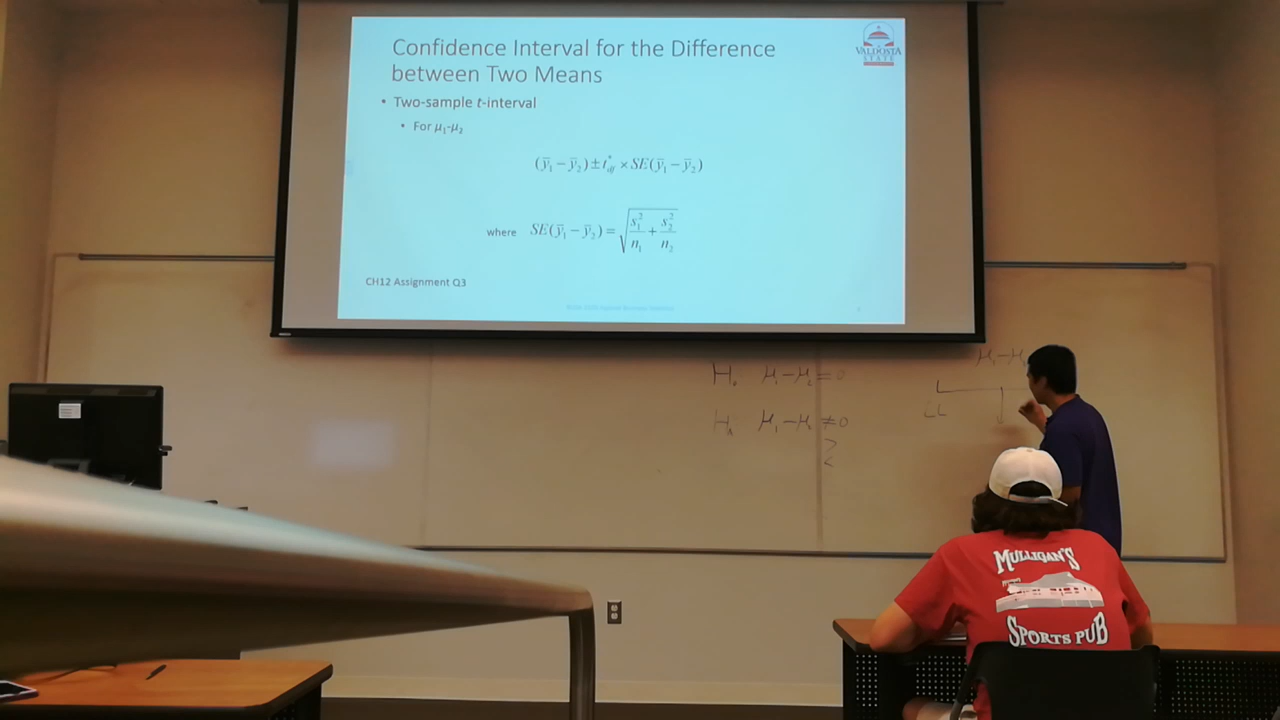 Confidence Interval for the Difference
between Two Means
VALDOSTA
STATE
• Two-sample t-interval
• For μ₁-μ₂
(ȳ₁ − ȳ₂) ± t*df × SE(ȳ₁ − ȳ₂)
where SE(ȳ₁ − ȳ₂) = √(s₁²/n₁ + s₂²/n₂)
CH12 Assignment Q3
μ₁−μ
H₀ μ₁−μ₂ = 0
LL
Hₐ μ₁−μ₂ ≠ 0
>
<
MULLIGAN'S
SPORTS PUB